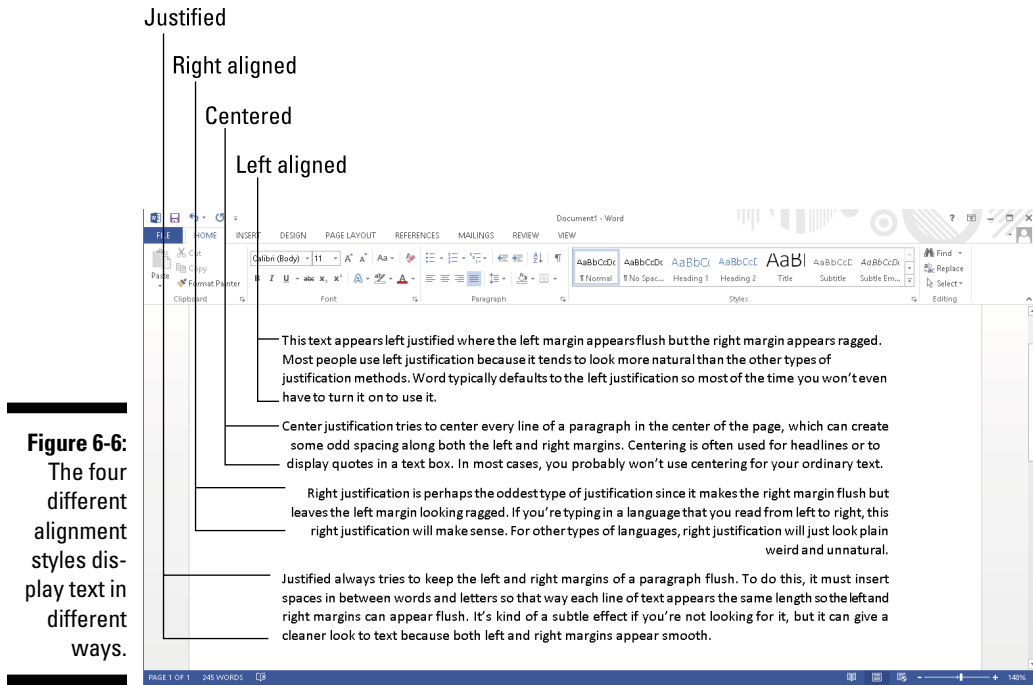 Justified
Right aligned
Centered
Left aligned
Document1 - Word
FILE HOME INSERT DESIGN PAGE LAYOUT REFERENCES MAILINGS REVIEW VIEW
Cut
Copy
Format Painter
Paste
Clipboard
Calibri (Body) 11
Font
Paragraph
AaBbCcDc AaBbCcDc AaBbC( AaBbCcC AaBl AaBbCcC AaBbCcDc
¶ Normal ¶ No Spac... Heading 1 Heading 2 Title Subtitle Subtle Em...
Styles
Find
Replace
Select
Editing
This text appears left justified where the left margin appears flush but the right margin appears ragged.
Most people use left justification because it tends to look more natural than the other types of
justification methods. Word typically defaults to the left justification so most of the time you won't even
have to turn it on to use it.
Center justification tries to center every line of a paragraph in the center of the page, which can create
some odd spacing along both the left and right margins. Centering is often used for headlines or to
display quotes in a text box. In most cases, you probably won't use centering for your ordinary text.
Right justification is perhaps the oddest type of justification since it makes the right margin flush but
leaves the left margin looking ragged. If you're typing in a language that you read from left to right, this
right justification will make sense. For other types of languages, right justification will just look plain
weird and unnatural.
Justified always tries to keep the left and right margins of a paragraph flush. To do this, it must insert
spaces in between words and letters so that way each line of text appears the same length so the left and
right margins can appear flush. It's kind of a subtle effect if you're not looking for it, but it can give a
cleaner look to text because both left and right margins appear smooth.
PAGE 1 OF 1 245 WORDS
148%
Figure 6-6:
The four
different
alignment
styles dis-
play text in
different
ways.